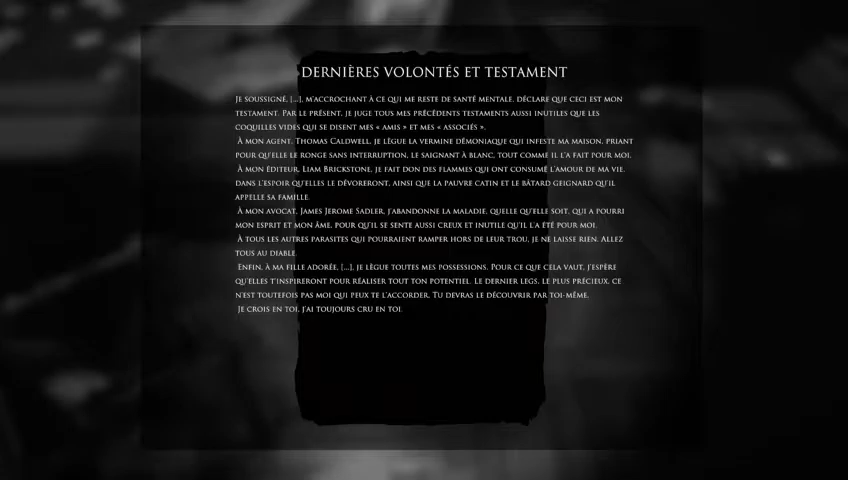 DERNIÈRES VOLONTÉS ET TESTAMENT
JE SOUSSIGNÉ, [...], M'ACCROCHANT À CE QUI ME RESTE DE SANTÉ MENTALE, DÉCLARE QUE CECI EST MON
TESTAMENT. PAR LE PRÉSENT, JE JUGE TOUS MES PRÉCÉDENTS TESTAMENTS AUSSI INUTILES QUE LES
COQUILLES VIDES QUI SE DISENT MES « AMIS » ET MES « ASSOCIÉS ».
À MON AGENT, THOMAS CALDWELL, JE LÈGUE LA VERMINE DÉMONIAQUE QUI INFESTE MA MAISON, PRIANT
POUR QU'ELLE LE RONGE SANS INTERRUPTION, LE SAIGNANT À BLANC, TOUT COMME IL L'A FAIT POUR MOI.
À MON ÉDITEUR, LIAM BRICKSTONE, JE FAIT DON DES FLAMMES QUI ONT CONSUMÉ L'AMOUR DE MA VIE,
DANS L'ESPOIR QU'ELLES LE DÉVORERONT, AINSI QUE LA PAUVRE CATIN ET LE BÂTARD GEIGNARD QU'IL
APPELLE SA FAMILLE.
À MON AVOCAT, JAMES JEROME SADLER, J'ABANDONNE LA MALADIE, QUELLE QU'ELLE SOIT, QUI A POURRI
MON ESPRIT ET MON ÂME, POUR QU'IL SE SENTE AUSSI CREUX ET INUTILE QU'IL L'A ÉTÉ POUR MOI.
À TOUS LES AUTRES PARASITES QUI POURRAIENT RAMPER HORS DE LEUR TROU, JE NE LAISSE RIEN. ALLEZ
TOUS AU DIABLE.
ENFIN, À MA FILLE ADORÉE, [...], JE LÈGUE TOUTES MES POSSESSIONS. POUR CE QUE CELA VAUT, J'ESPÈRE
QU'ELLES T'INSPIRERONT POUR RÉALISER TOUT TON POTENTIEL. LE DERNIER LEGS, LE PLUS PRÉCIEUX, CE
N'EST TOUTEFOIS PAS MOI QUI PEUX TE L'ACCORDER. TU DEVRAS LE DÉCOUVRIR PAR TOI-MÊME.
JE CROIS EN TOI, J'AI TOUJOURS CRU EN TOI.